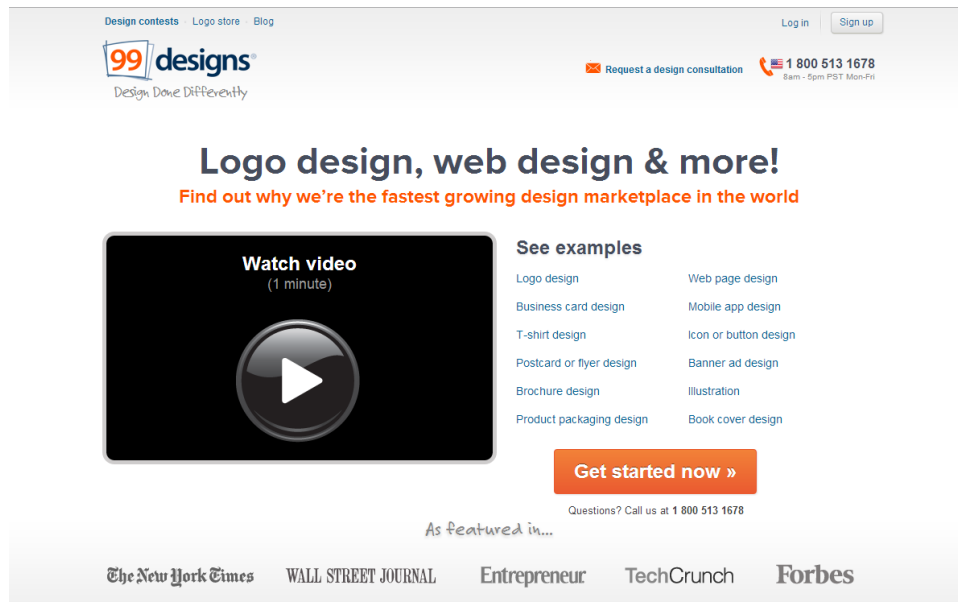 Design contests · Logo store · Blog
Log in
Sign up
99designs®
Design Done Differently
Request a design consultation
1 800 513 1678
8am - 5pm PST Mon-Fri
Logo design, web design & more!
Find out why we're the fastest growing design marketplace in the world
Watch video
(1 minute)
See examples
Logo design
Web page design
Business card design
Mobile app design
T-shirt design
Icon or button design
Postcard or flyer design
Banner ad design
Brochure design
Illustration
Product packaging design
Book cover design
Get started now »
Questions? Call us at 1 800 513 1678
As featured in...
The New York Times
WALL STREET JOURNAL
Entrepreneur
TechCrunch
Forbes